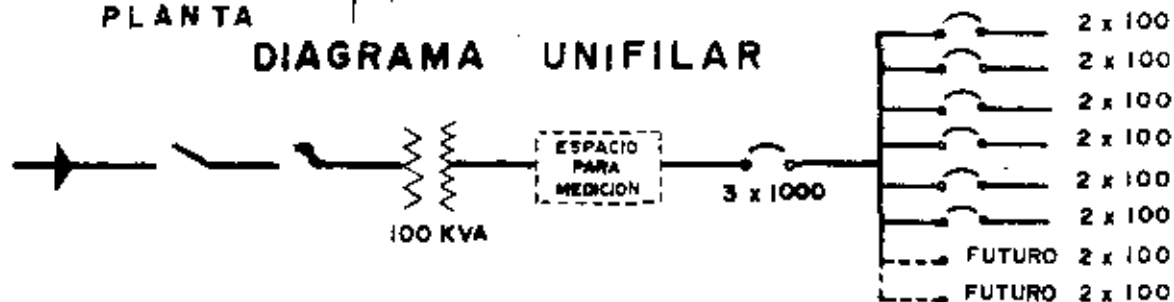 PLANTA
DIAGRAMA UNIFILAR
100 KVA
ESPACIO
PARA
MEDICION
3 x 1000
2 x 100
2 x 100
2 x 100
2 x 100
2 x 100
2 x 100
FUTURO 2 x 100
FUTURO 2 x 100